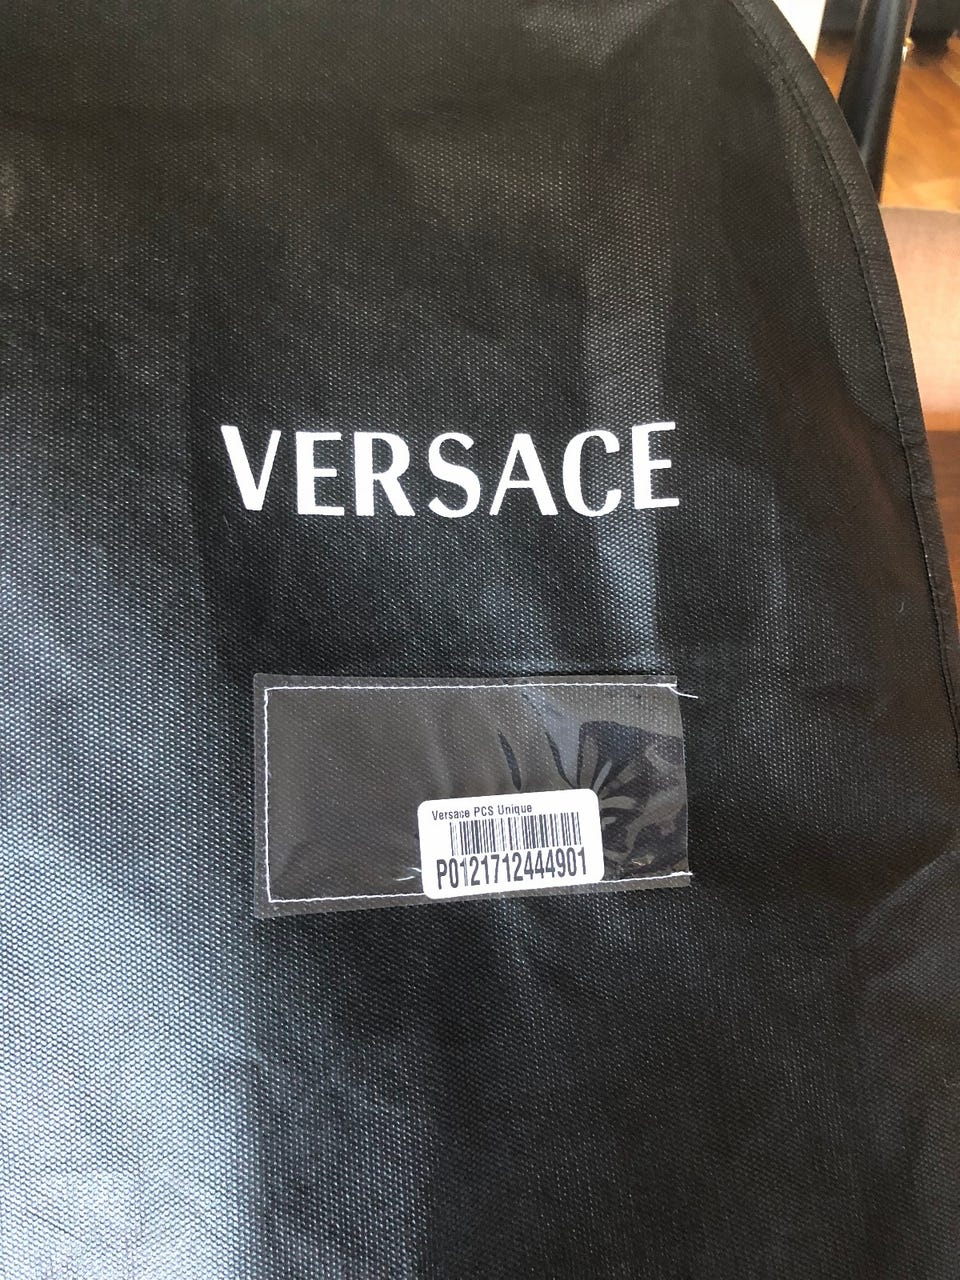 VERSACE
Versace PCS Unique
P0121712444901